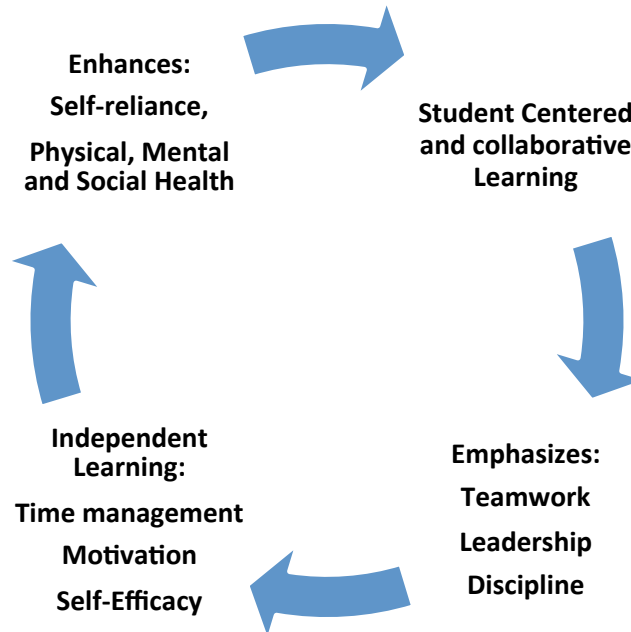 Enhances:
Self-reliance,
Physical, Mental
and Social Health
Student Centered
and collaborative
Learning
Emphasizes:
Teamwork
Leadership
Discipline
Independent
Learning:
Time management
Motivation
Self-Efficacy